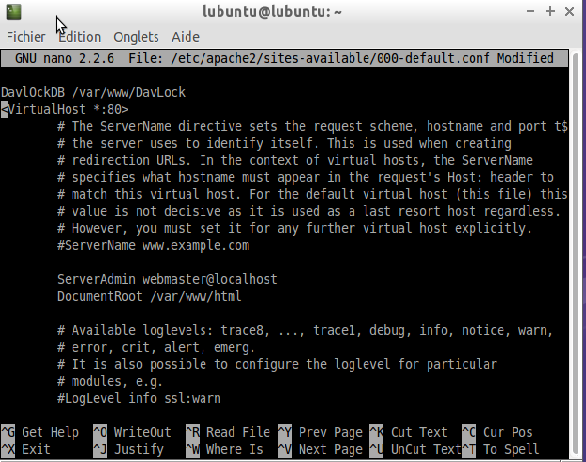 lubuntu@lubuntu: ~
Fichier Édition Onglets Aide
GNU nano 2.2.6 File: /etc/apache2/sites-available/000-default.conf Modified
DavlOckDB /var/www/DavLock
<VirtualHost *:80>
# The ServerName directive sets the request scheme, hostname and port t$
# the server uses to identify itself. This is used when creating
# redirection URLs. In the context of virtual hosts, the ServerName
# specifies what hostname must appear in the request's Host: header to
# match this virtual host. For the default virtual host (this file) this
# value is not decisive as it is used as a last resort host regardless.
# However, you must set it for any further virtual host explicitly.
#ServerName www.example.com
ServerAdmin webmaster@localhost
DocumentRoot /var/www/html
# Available loglevels: trace8, ..., trace1, debug, info, notice, warn,
# error, crit, alert, emerg.
# It is also possible to configure the loglevel for particular
# modules, e.g.
#LogLevel info ssl:warn
^G Get Help ^O WriteOut ^R Read File ^Y Prev Page ^K Cut Text ^C Cur Pos
^X Exit ^J Justify ^W Where Is ^V Next Page ^U UnCut Text ^T To Spell